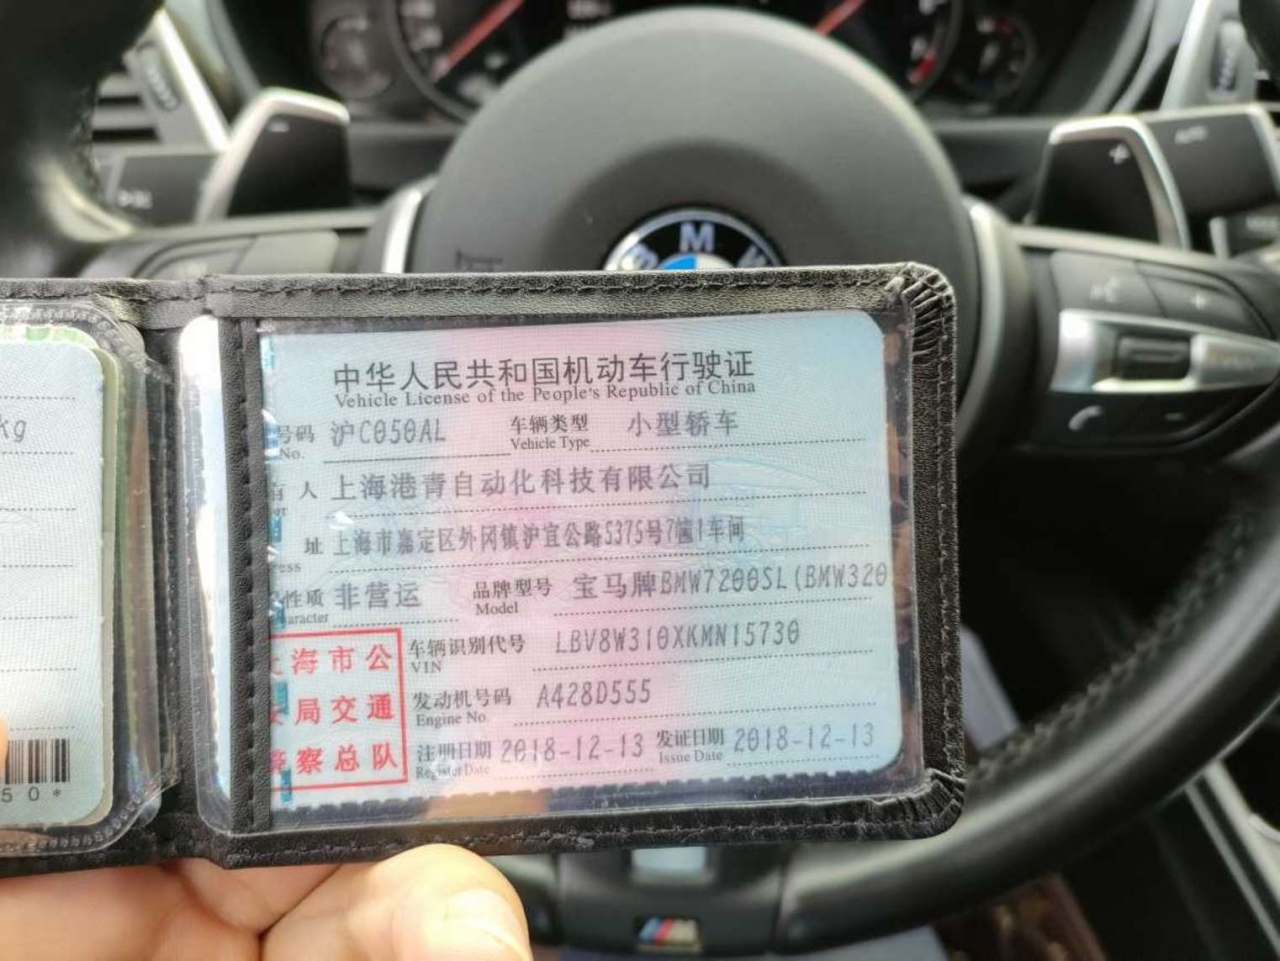 中华人民共和国机动车行驶证
Vehicle License of the People's Republic of China
号码 沪C050AL 车辆类型 小型轿车
No. Vehicle Type
人 上海港青自动化科技有限公司
址 上海市嘉定区外冈镇沪宜公路5375号7幢1车间
性质 非营运 品牌型号 宝马牌BMW7200SL(BMW320
Model
车辆识别代号 LBV8W310XKMN15730
VIN
海市公
局交通
察总队
发动机号码 A428D555
Engine No.
注册日期 2018-12-13 发证日期 2018-12-13
Register Date Issue Date
kg
50*
BMW